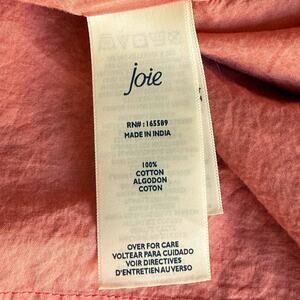 joie
RN#: 165589
MADE IN INDIA
100%
COTTON
ALGODON
COTON
OVER FOR CARE
VOLTEAR PARA CUIDADO
VOIR DIRECTIVES
D'ENTRETIEN AU VERSO